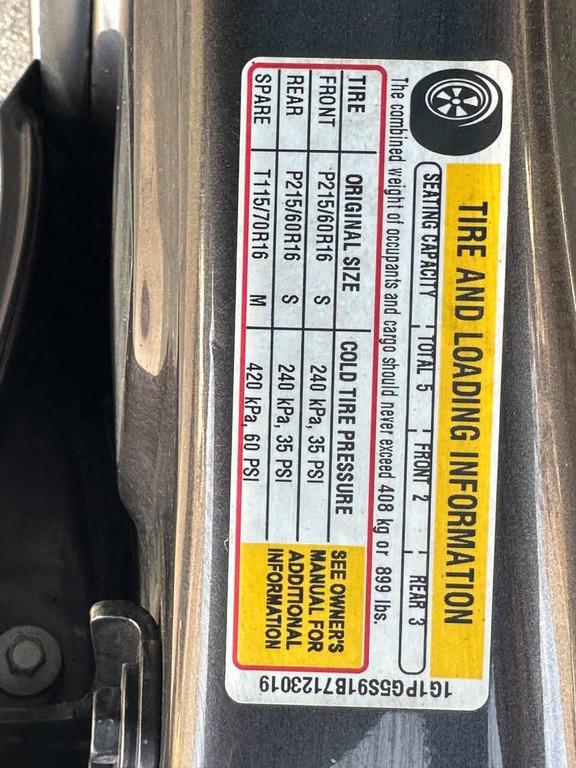 TIRE AND LOADING INFORMATION
SEATING CAPACITY TOTAL 5 FRONT 2 REAR 3
The combined weight of occupants and cargo should never exceed 408 kg or 899 lbs.
TIRE ORIGINAL SIZE COLD TIRE PRESSURE
FRONT P215/60R16 S 240 kPa, 35 PSI
REAR P215/60R16 S 240 kPa, 35 PSI
SPARE T115/70R16 M 420 kPa, 60 PSI
SEE OWNER'S
MANUAL FOR
ADDITIONAL
INFORMATION
1G1PG5S91B7123019